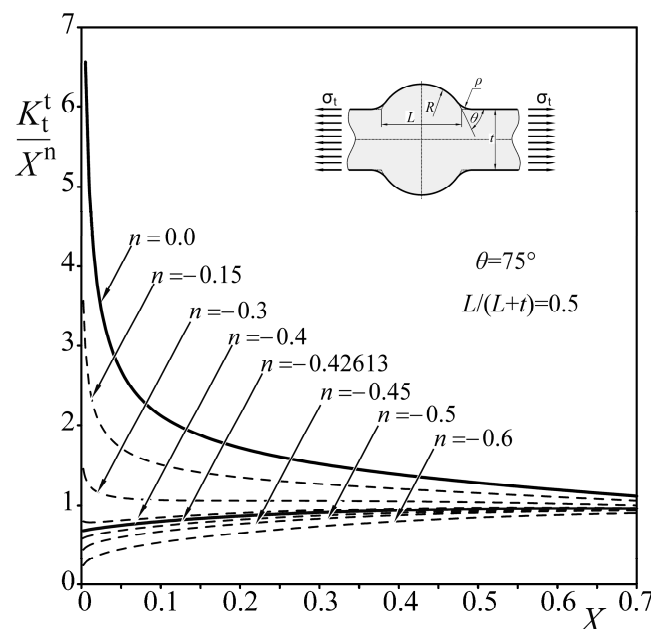 7
6
5
4
3
2
1
0
K_t^t
X^n
σt
σt
ρ
L
R
θ
t
n = 0.0
n = −0.15
n = −0.3
n = −0.4
n = −0.42613
n = −0.45
n = −0.5
n = −0.6
θ=75°
L/(L+t)=0.5
0 0.1 0.2 0.3 0.4 0.5 0.6 0.7
X